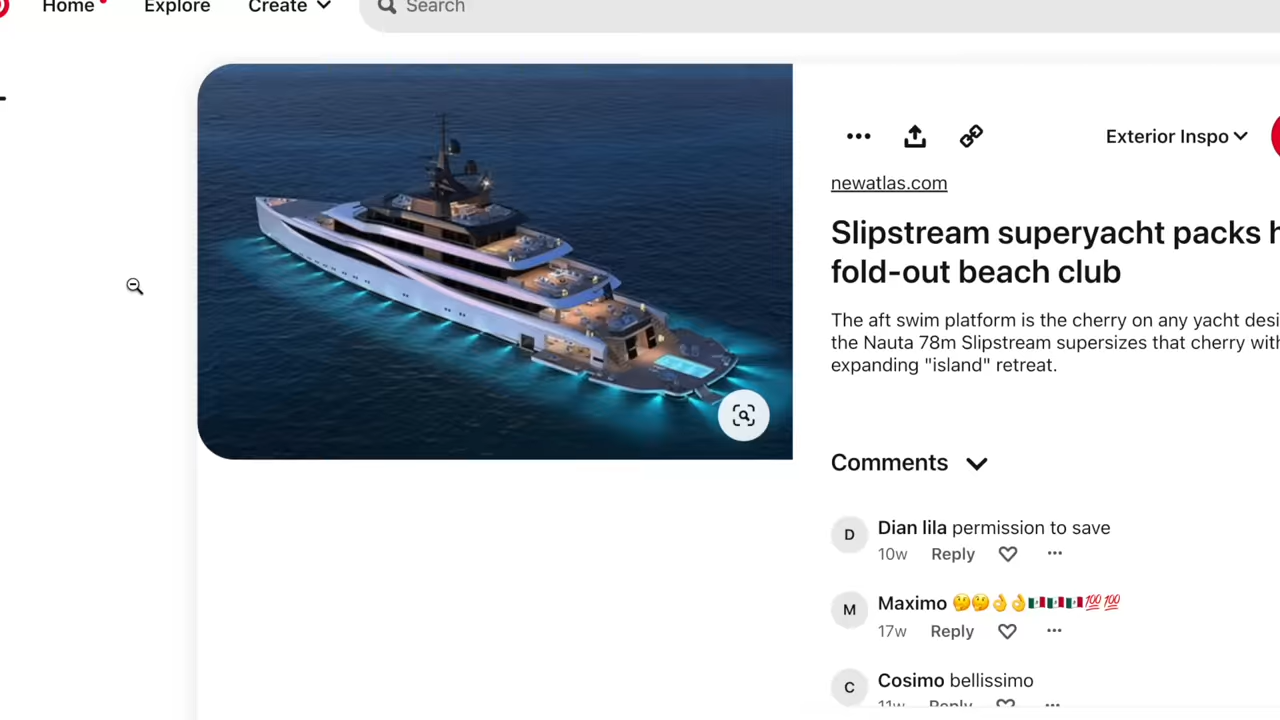 Home Explore Create Search
Exterior Inspo
newatlas.com
Slipstream superyacht packs
fold-out beach club
The aft swim platform is the cherry on any yacht
the Nauta 78m Slipstream supersizes that cherry with
expanding "island" retreat.
Comments
D Dian lila permission to save
10w Reply
M Maximo 🤔🤔👌👌🇲🇽🇲🇽🇲🇽💯💯
17w Reply
C Cosimo bellissimo
11w Reply